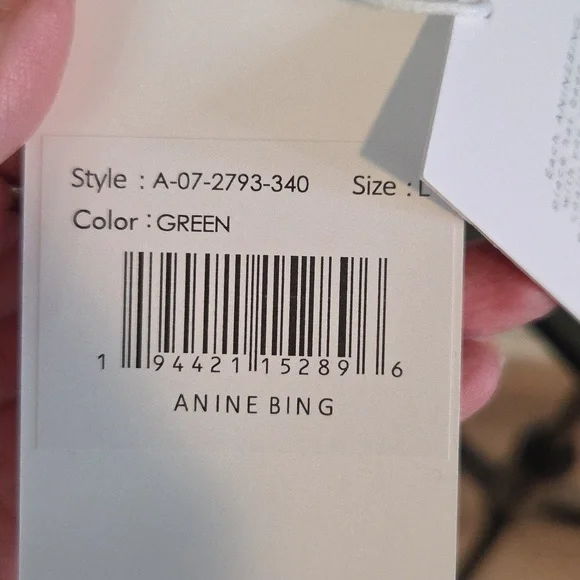 Style : A-07-2793-340 Size : L
Color : GREEN
1 94421 15289 6
ANINE BING